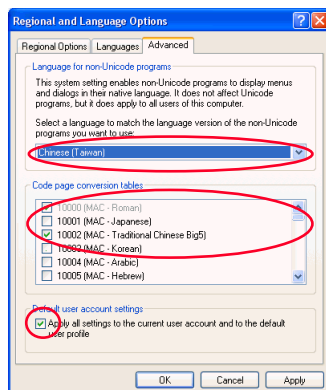 Regional and Language Options
Regional Options Languages Advanced
Language for non-Unicode programs
This system setting enables non-Unicode programs to display menus
and dialogs in their native language. It does not affect Unicode
programs, but it does apply to all users of this computer.
Select a language to match the language version of the non-Unicode
programs you want to use:
Chinese (Taiwan)
Code page conversion tables
10000 (MAC - Roman)
10001 (MAC - Japanese)
10002 (MAC - Traditional Chinese Big5)
10003 (MAC - Korean)
10004 (MAC - Arabic)
10005 (MAC - Hebrew)
Default user account settings
Apply all settings to the current user account and to the default
user profile
OK Cancel Apply